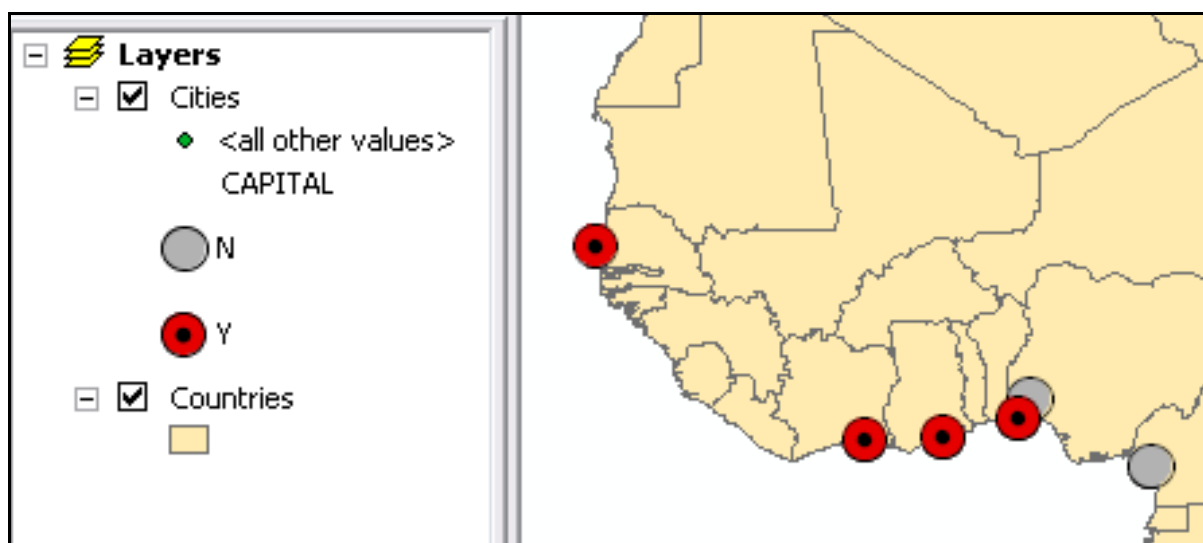 Layers
Cities
<all other values>
CAPITAL
N
Y
Countries